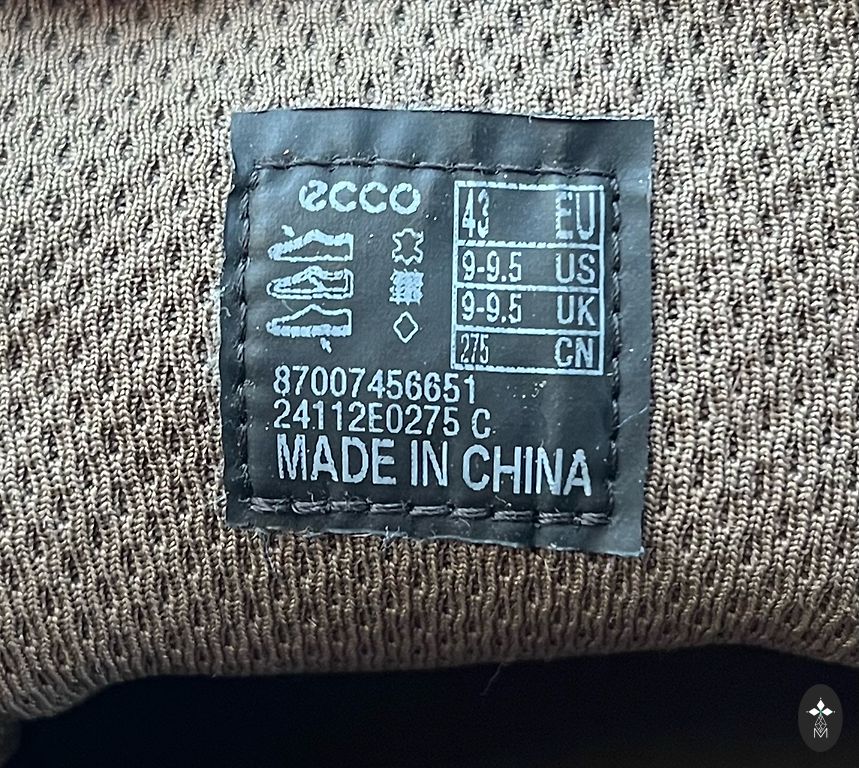 ecco
43 EU
9-9.5 US
9-9.5 UK
275 CN
87007456651
24112E0275 C
MADE IN CHINA
M